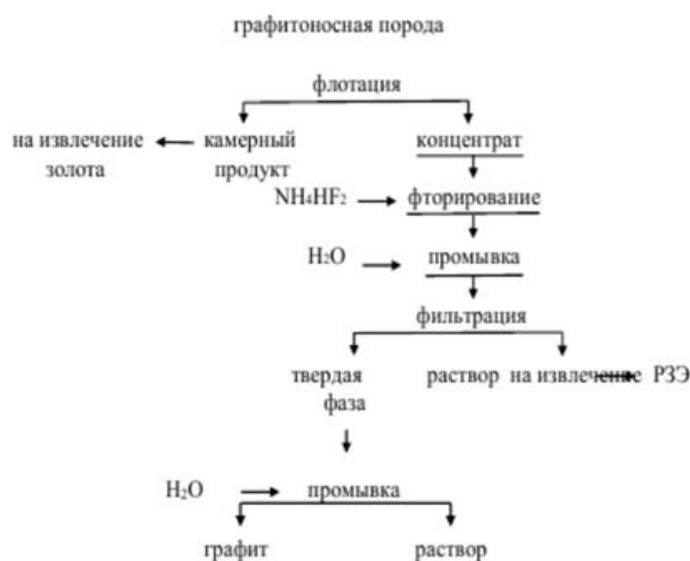 графитоносная порода
флотация
на извлечение золота
камерный продукт
концентрат
NH₄HF₂
фторирование
H₂O
промывка
фильтрация
твердая фаза
раствор на извлечение РЗЭ
H₂O
промывка
графит
раствор